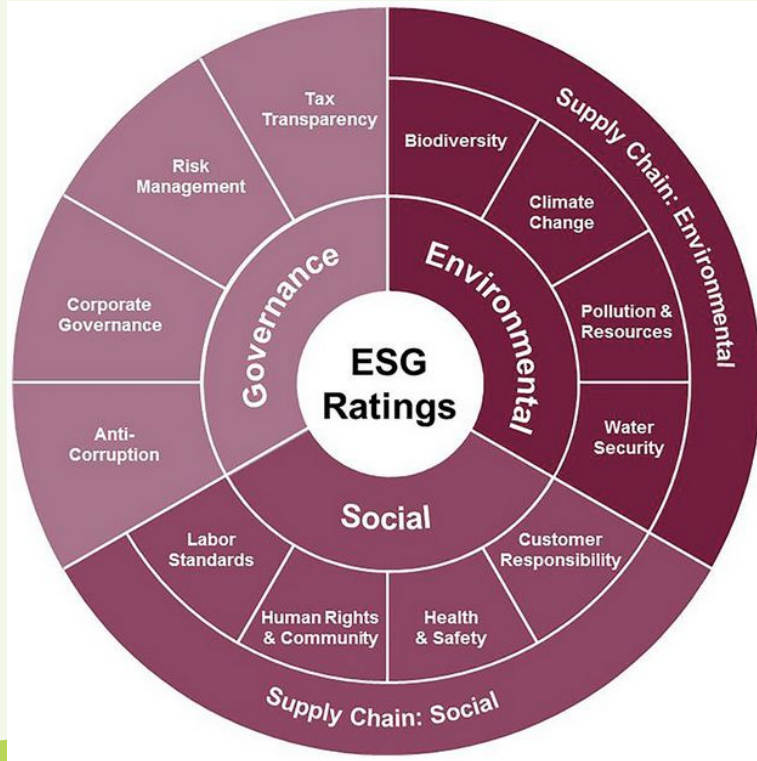 Tax
Transparency
Risk
Management
Corporate
Governance
Anti-
Corruption
Governance
Biodiversity
Climate
Change
Pollution &
Resources
Water
Security
Environmental
Supply Chain: Environmental
ESG
Ratings
Social
Labor
Standards
Human Rights
& Community
Health
& Safety
Customer
Responsibility
Supply Chain: Social